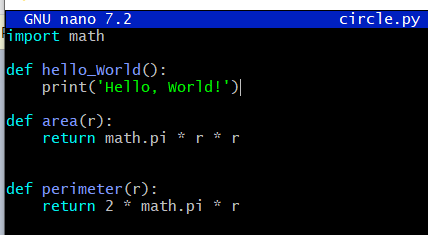 GNU nano 7.2 circle.py
import math
def hello_World():
    print('Hello, World!')
def area(r):
    return math.pi * r * r
def perimeter(r):
    return 2 * math.pi * r